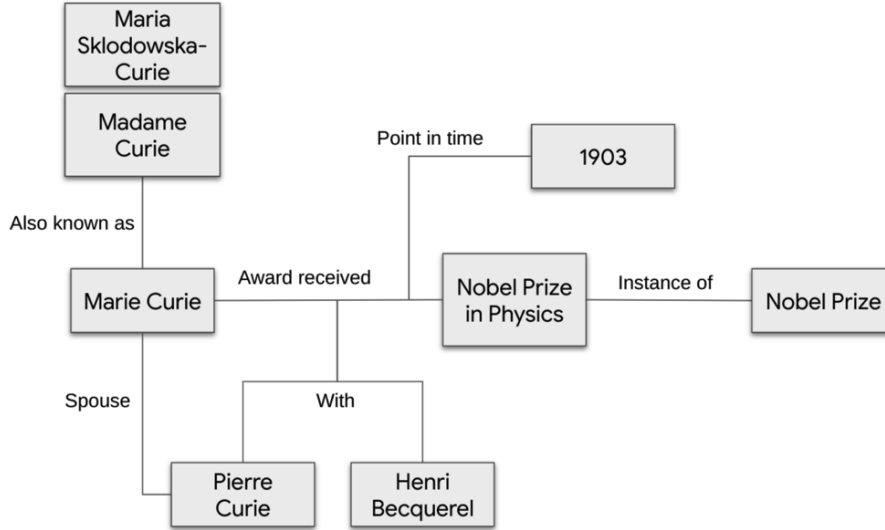 Maria
Sklodowska-
Curie
Madame
Curie
Point in time
1903
Also known as
Award received
Marie Curie
Nobel Prize
in Physics
Instance of
Nobel Prize
Spouse
With
Pierre
Curie
Henri
Becquerel